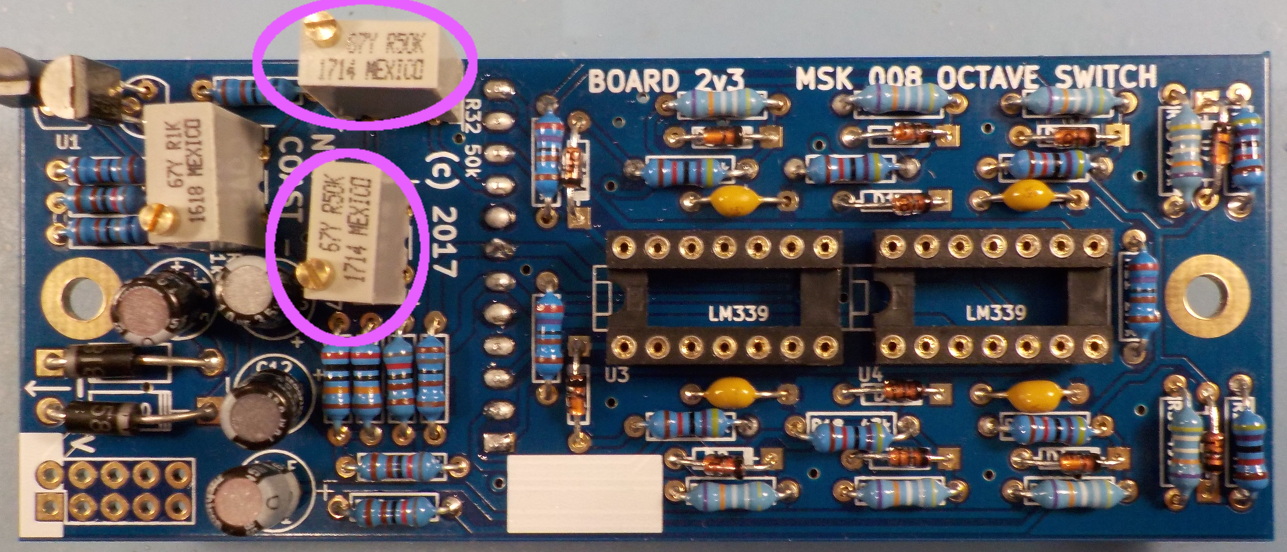 67Y R50K
1714 MEXICO
BOARD 2v3
MSK 008 OCTAVE SWITCH
U1
67Y R1K
1618 MEXICO
R32 50k
CONST
(c) 2017
67Y R50K
1714 MEXICO
LM339
LM339
U3
U4